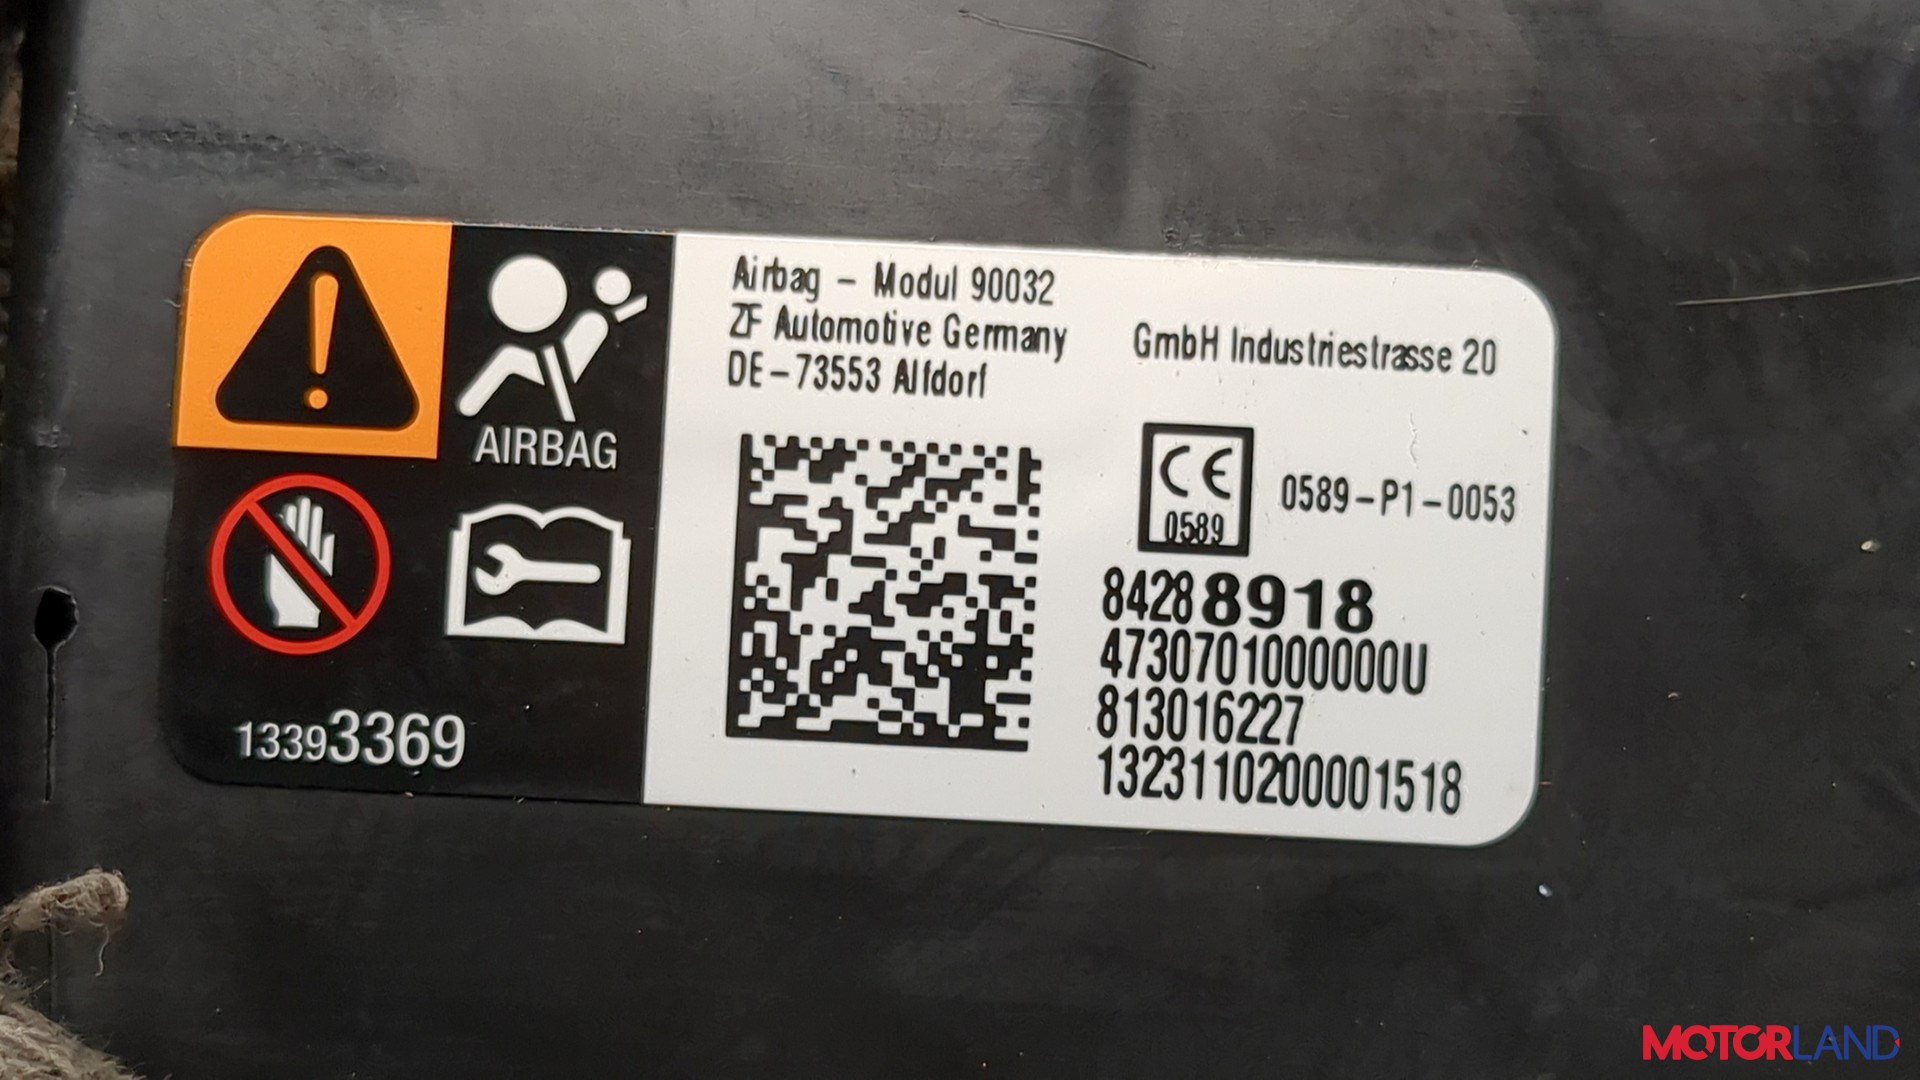 Airbag - Modul 90032
ZF Automotive Germany GmbH Industriestrasse 20
DE-73553 Alfdorf
AIRBAG
CE
0589
0589-P1-0053
84288918
4730701000000U
813016227
1323110200001518
13393369
MOTORLAND